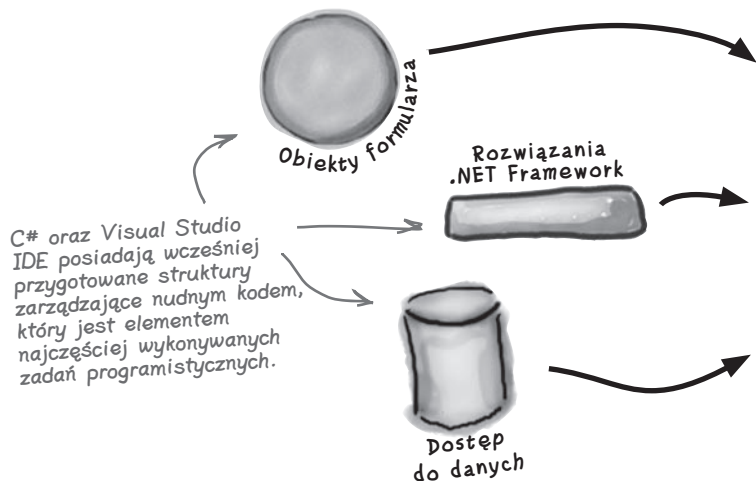 Obiekty formularza
Rozwiązania
.NET Framework
C# oraz Visual Studio
IDE posiadają wcześniej
przygotowane struktury
zarządzające nudnym kodem,
który jest elementem
najczęściej wykonywanych
zadań programistycznych.
Dostęp
do danych